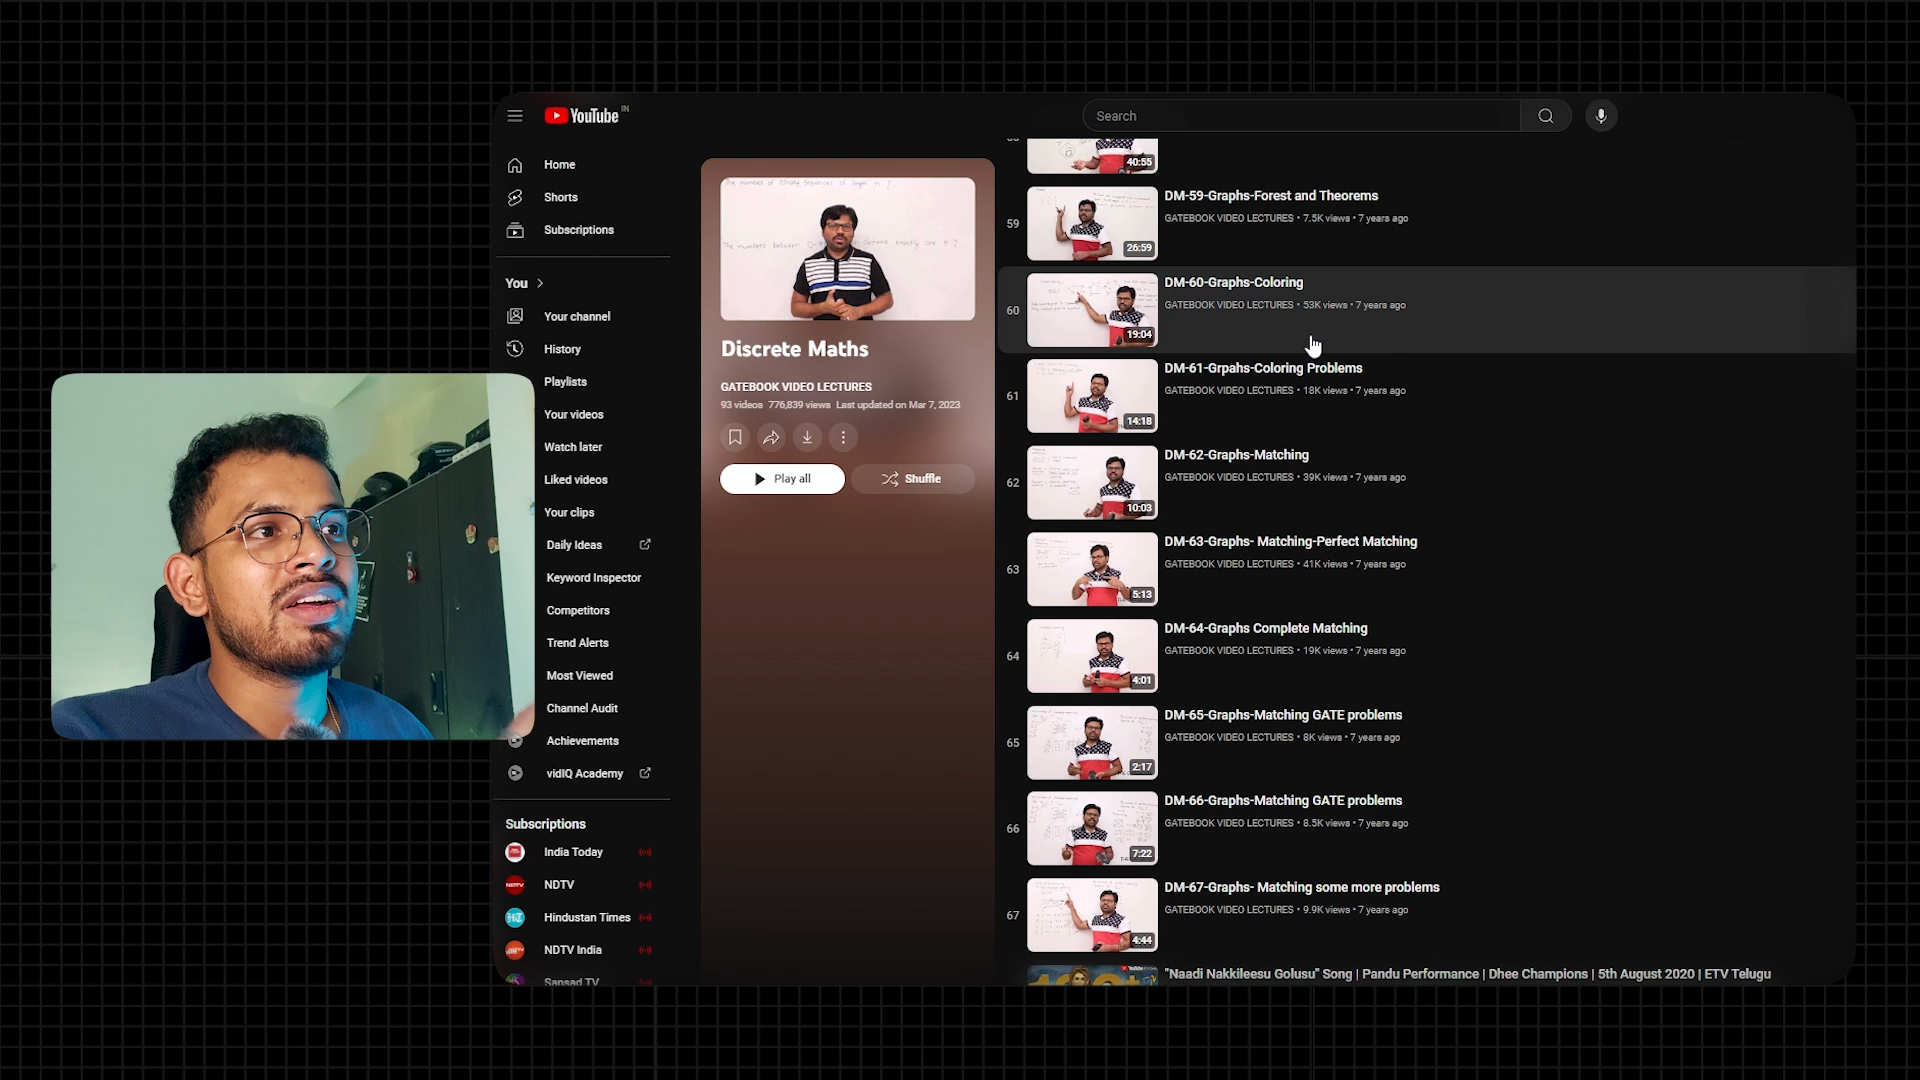 YouTube IN
Search
Home
Shorts
Subscriptions
You
Your channel
History
Playlists
Your videos
Watch later
Liked videos
Your clips
Daily Ideas
Keyword Inspector
Competitors
Trend Alerts
Most Viewed
Channel Audit
Achievements
vidIQ Academy
Subscriptions
India Today
NDTV
Hindustan Times
NDTV India
Sansad TV
Discrete Maths
GATEBOOK VIDEO LECTURES
93 videos 776,839 views Last updated on Mar 7, 2023
Play all
Shuffle
40:55
59
26:59
DM-59-Graphs-Forest and Theorems
GATEBOOK VIDEO LECTURES • 7.5K views • 7 years ago
60
19:04
DM-60-Graphs-Coloring
GATEBOOK VIDEO LECTURES • 53K views • 7 years ago
61
14:18
DM-61-Grpahs-Coloring Problems
GATEBOOK VIDEO LECTURES • 18K views • 7 years ago
62
10:03
DM-62-Graphs-Matching
GATEBOOK VIDEO LECTURES • 39K views • 7 years ago
63
5:13
DM-63-Graphs- Matching-Perfect Matching
GATEBOOK VIDEO LECTURES • 41K views • 7 years ago
64
4:01
DM-64-Graphs Complete Matching
GATEBOOK VIDEO LECTURES • 19K views • 7 years ago
65
2:17
DM-65-Graphs-Matching GATE problems
GATEBOOK VIDEO LECTURES • 8K views • 7 years ago
66
7:22
DM-66-Graphs-Matching GATE problems
GATEBOOK VIDEO LECTURES • 8.5K views • 7 years ago
67
4:44
DM-67-Graphs- Matching some more problems
GATEBOOK VIDEO LECTURES • 9.9K views • 7 years ago
"Naadi Nakkileesu Golusu" Song | Pandu Performance | Dhee Champions | 5th August 2020 | ETV Telugu